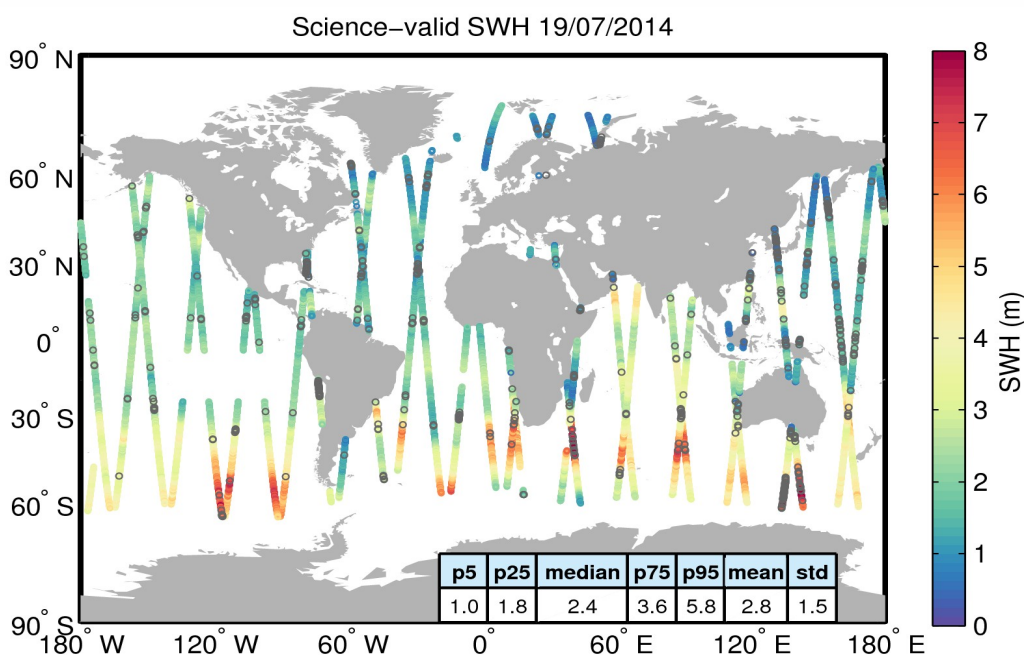 Science−valid SWH 19/07/2014
90° N
60° N
30° N
0°
30° S
60° S
90° S
180° W
120° W
60° W
0°
60° E
120° E
180° E
p5 p25 median p75 p95 mean std
1.0 1.8 2.4 3.6 5.8 2.8 1.5
8
7
6
5
4
3
2
1
0
SWH (m)